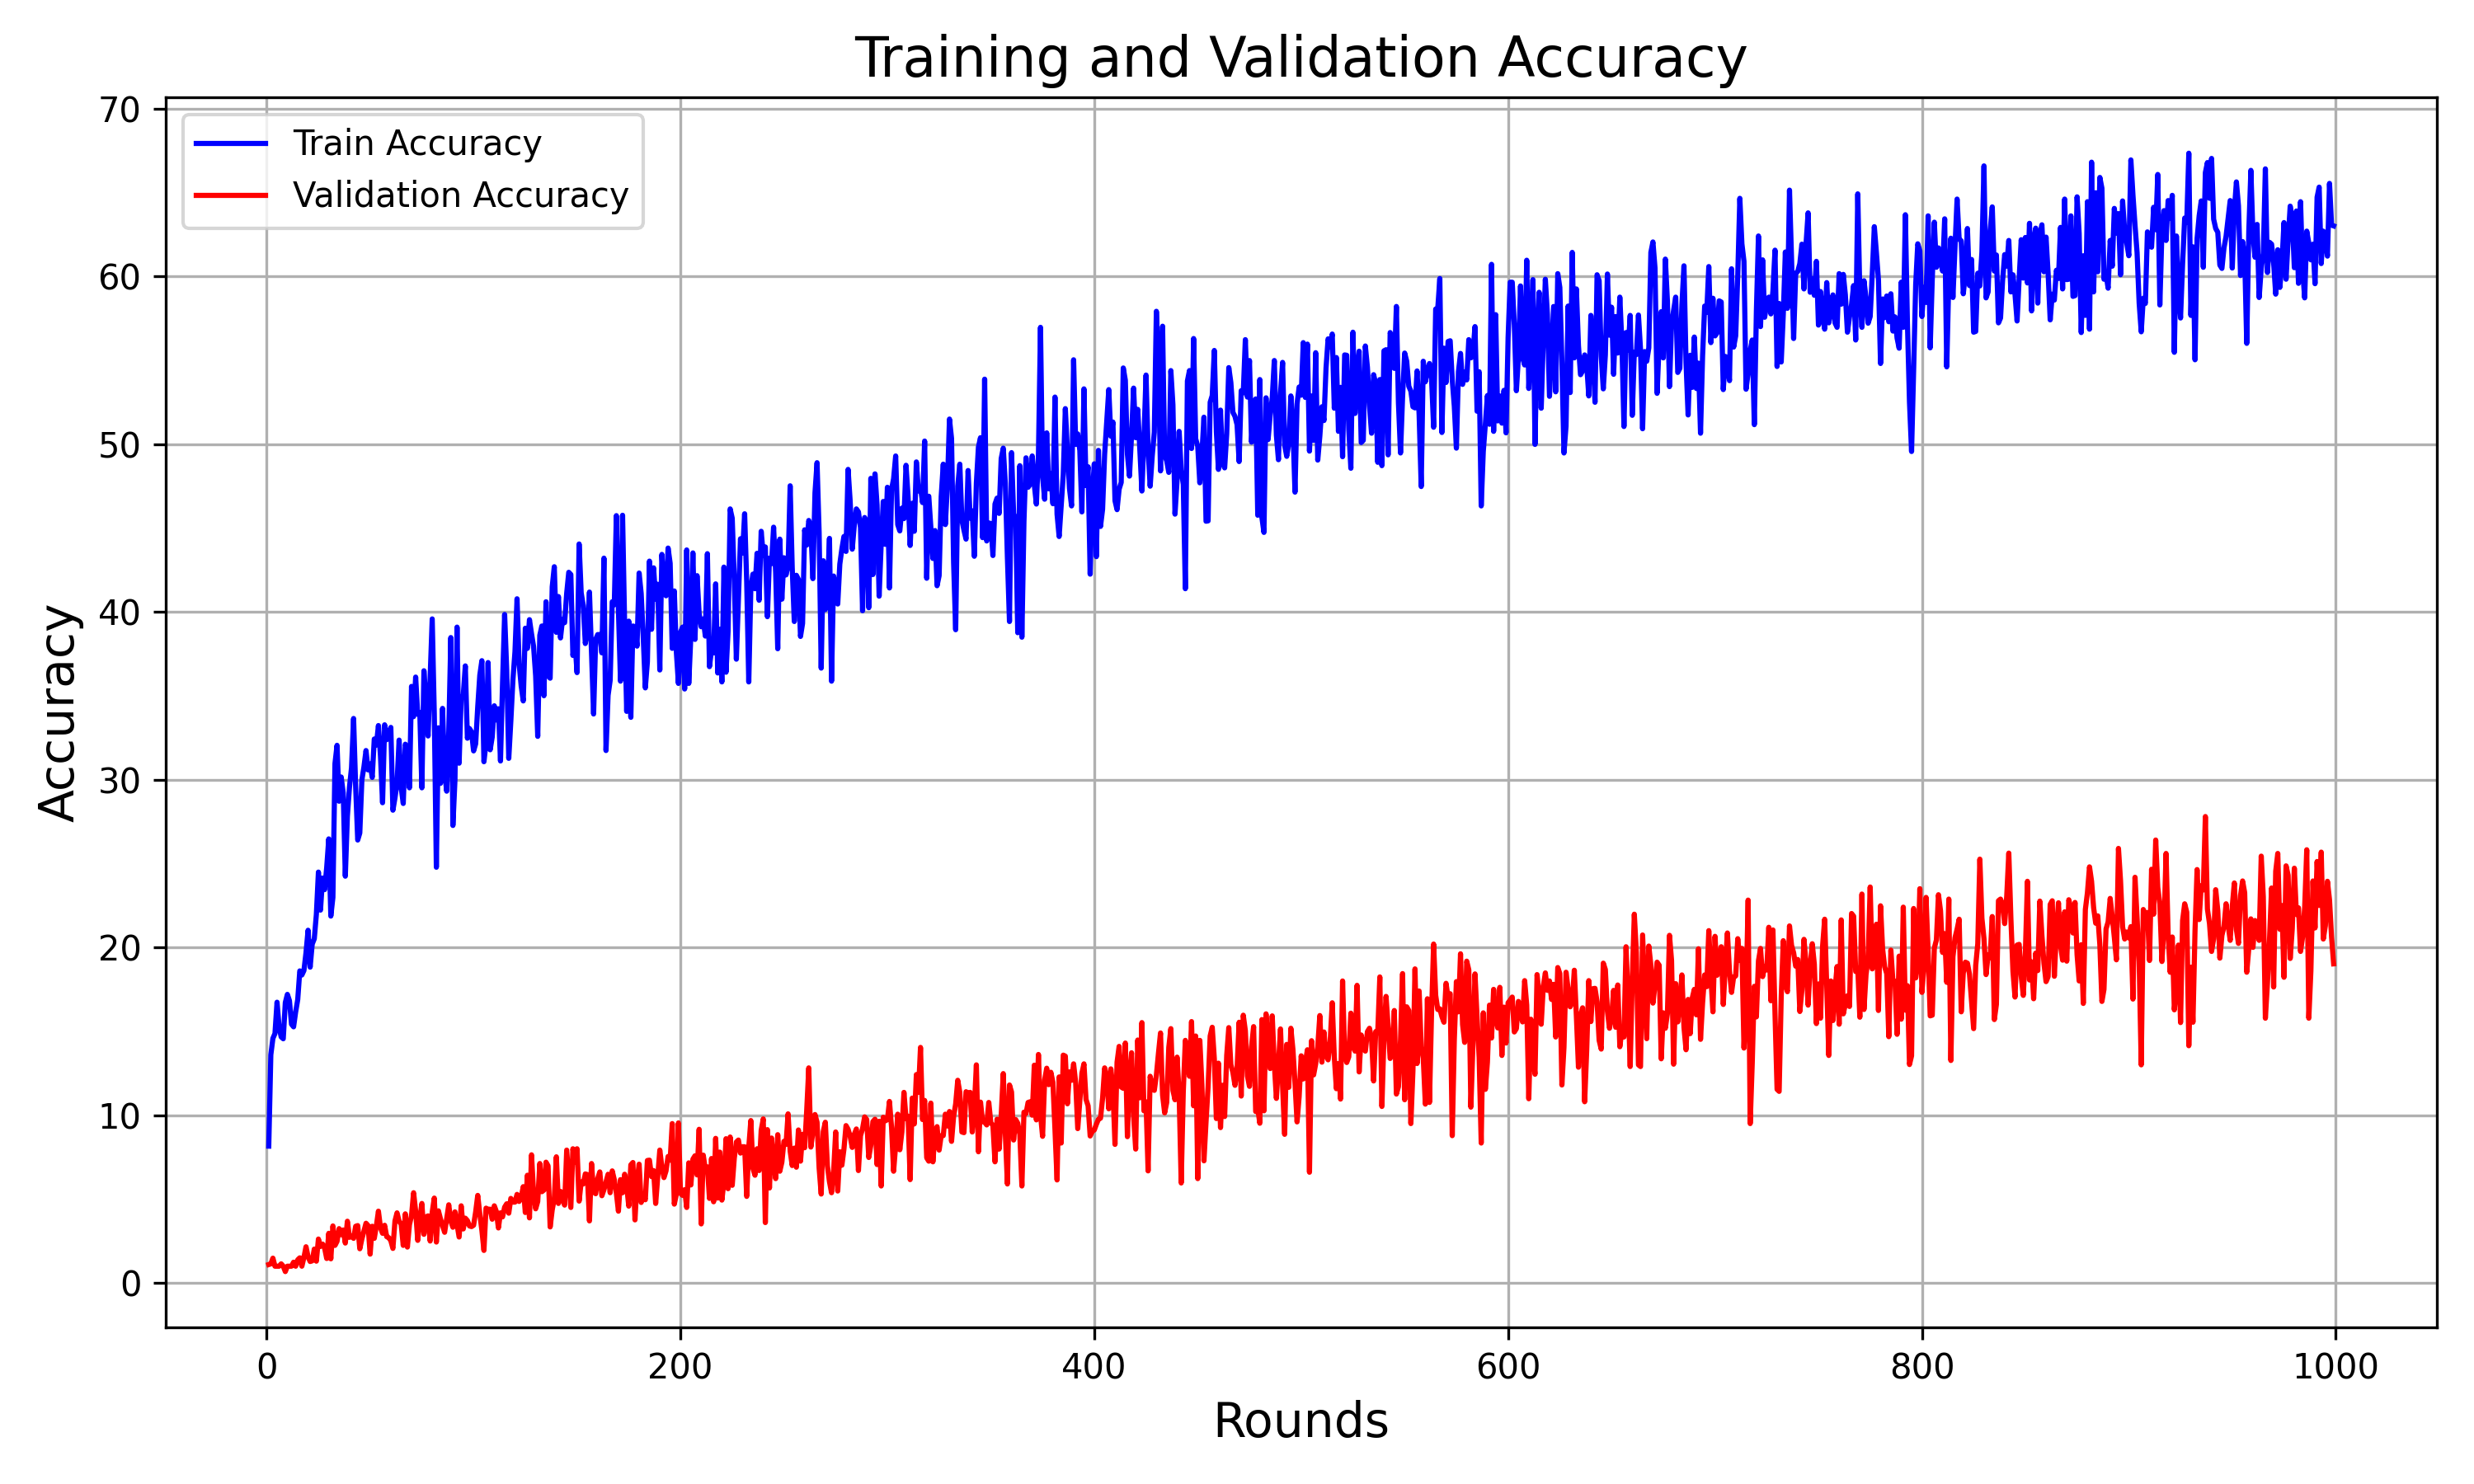 Training and Validation Accuracy
Train Accuracy
Validation Accuracy
Accuracy
70
60
50
40
30
20
10
0
0 200 400 600 800 1000
Rounds